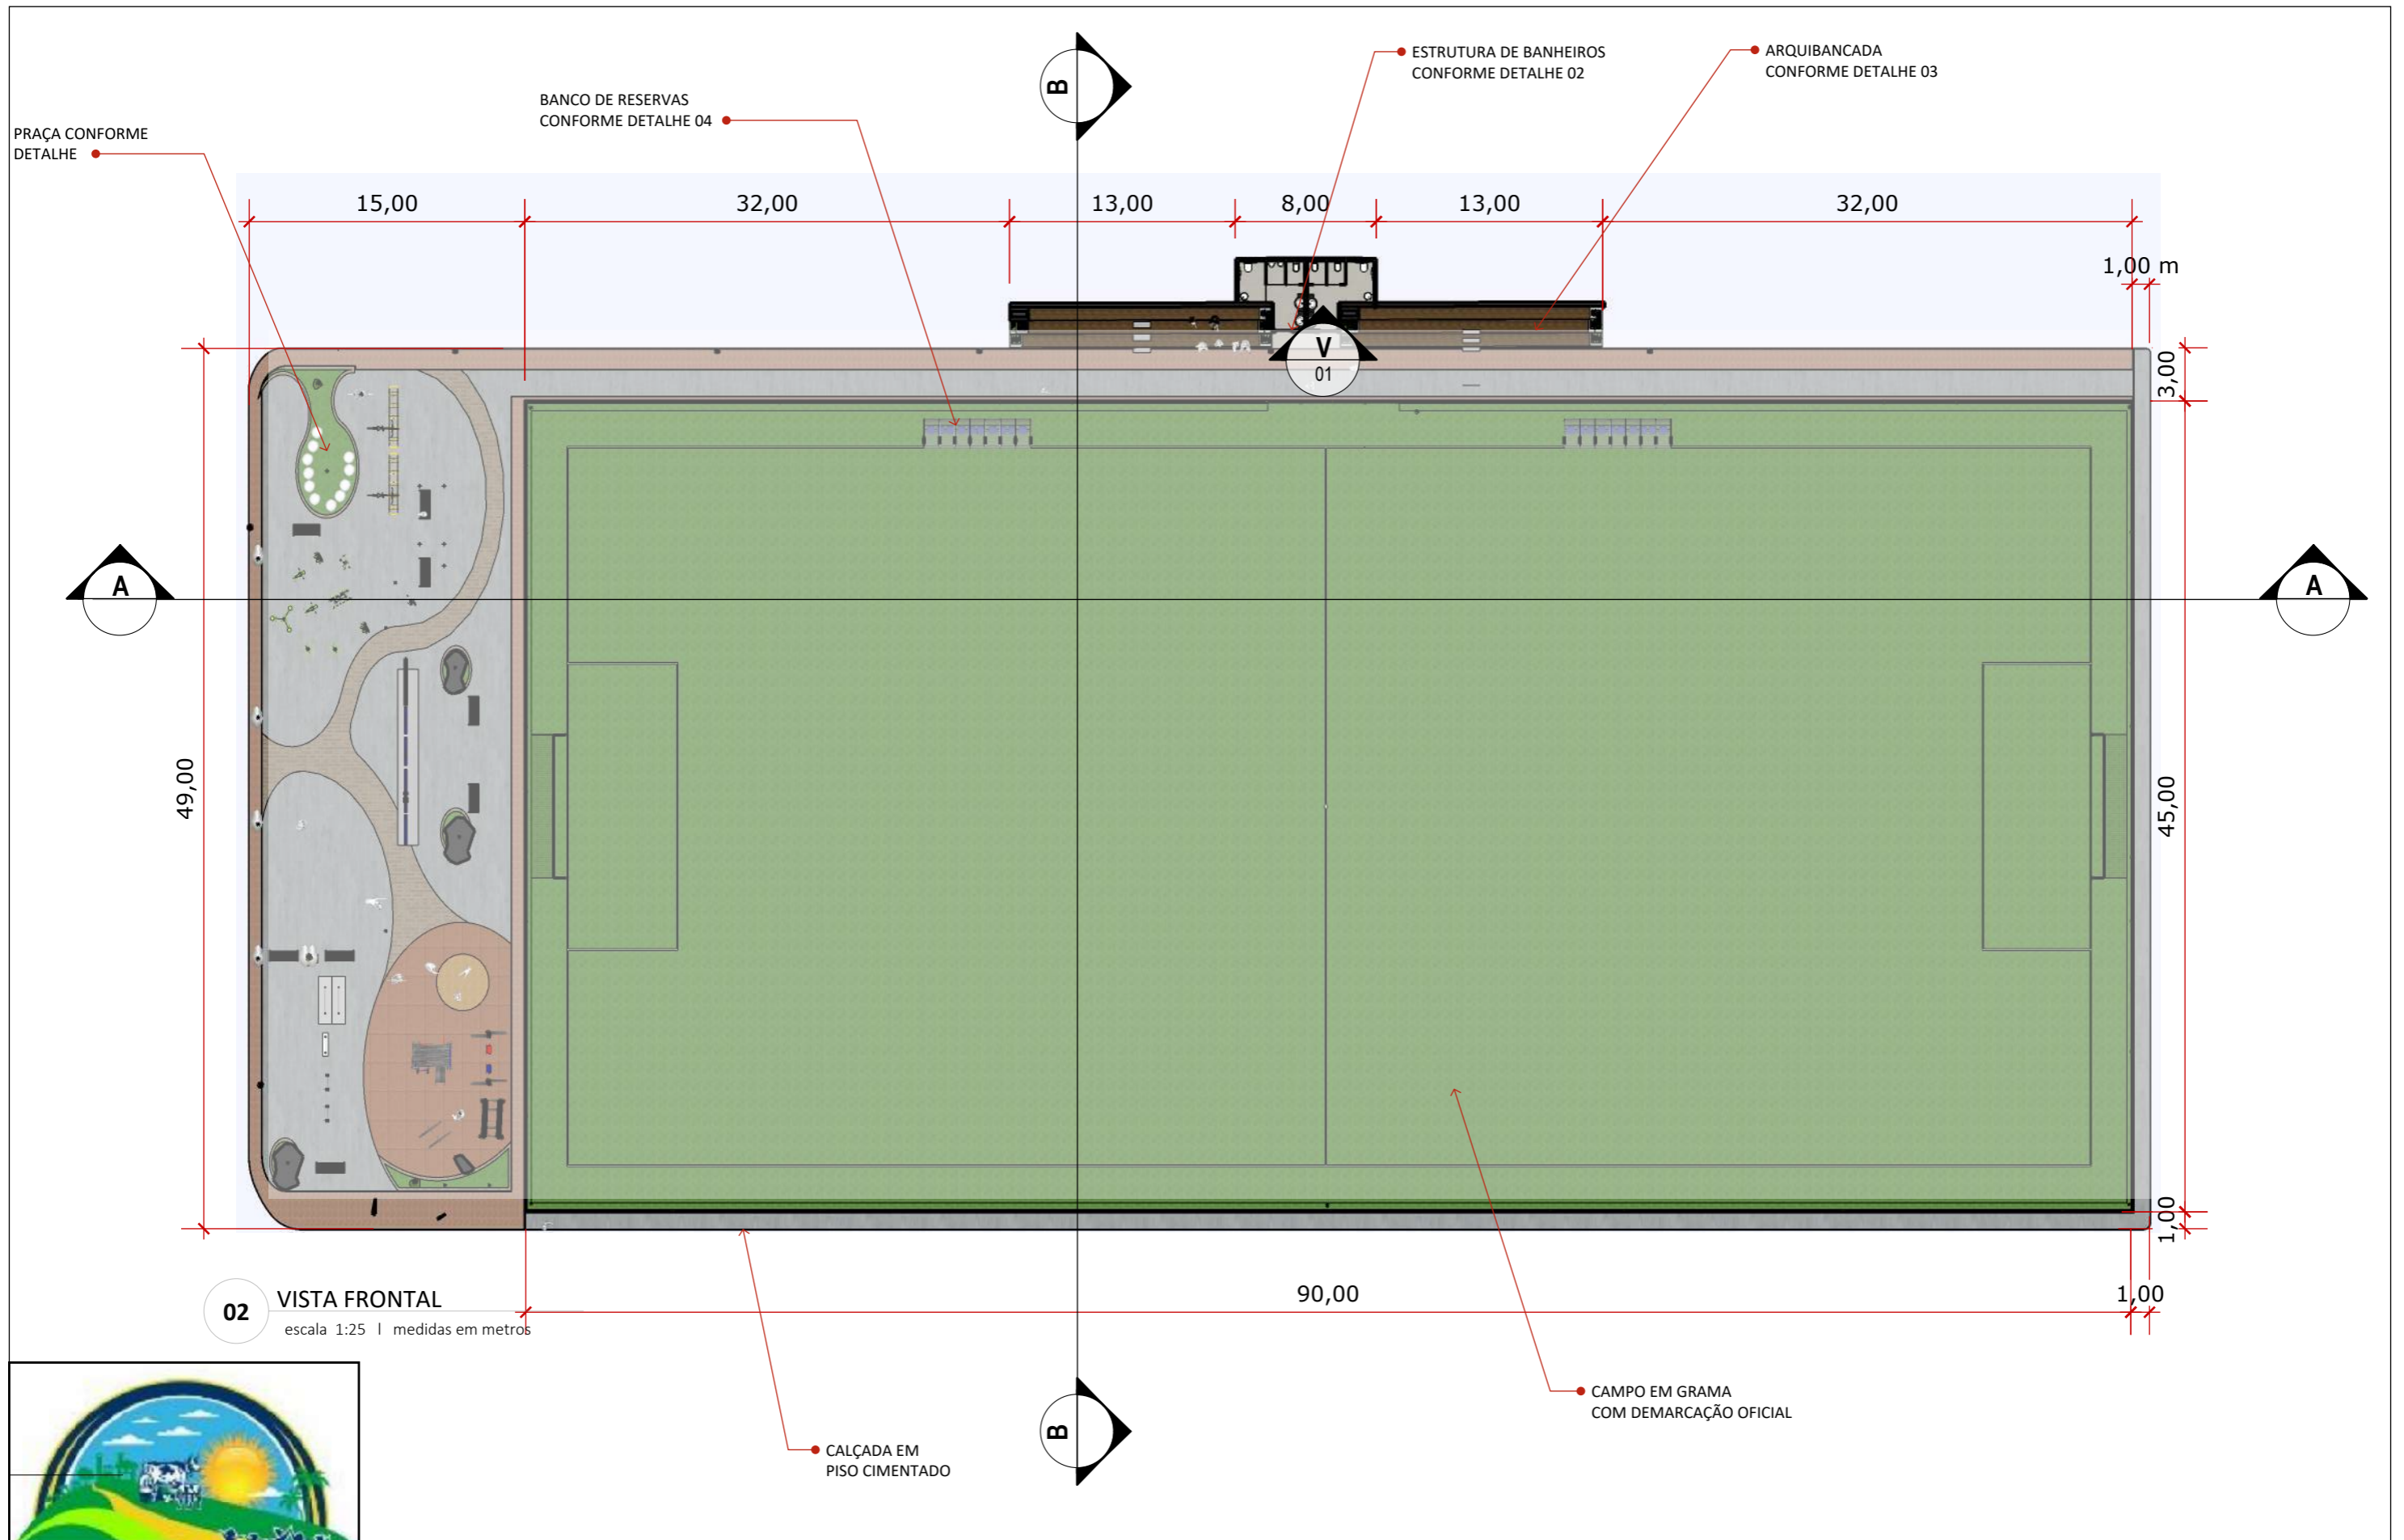 ESTRUTURA DE BANHEIROS
CONFORME DETALHE 02
ARQUIBANCADA
CONFORME DETALHE 03
B
BANCO DE RESERVAS
CONFORME DETALHE 04
PRAÇA CONFORME
DETALHE
15,00
32,00
13,00
8,00
13,00
32,00
1,00 m
V
01
3,00
A
A
49,00
45,00
1,00
90,00
1,00
02
VISTA FRONTAL
escala 1:25 l medidas em metros
CAMPO EM GRAMA
COM DEMARCAÇÃO OFICIAL
B
CALÇADA EM
PISO CIMENTADO